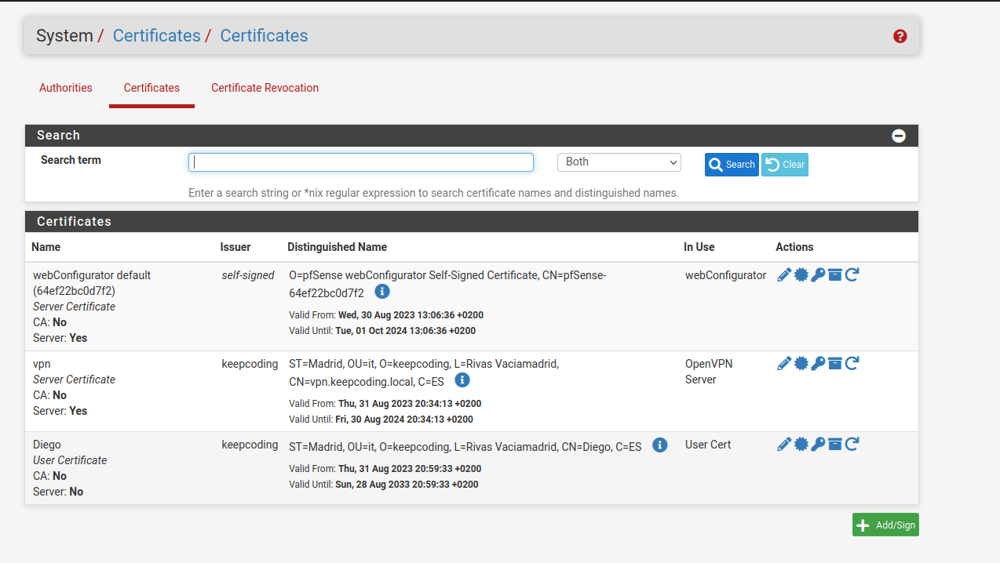 System / Certificates / Certificates
Authorities Certificates Certificate Revocation
Search
Search term Both Search Clear
Enter a search string or *nix regular expression to search certificate names and distinguished names.
Certificates
Name Issuer Distinguished Name In Use Actions
webConfigurator default self-signed O=pfSense webConfigurator Self-Signed Certificate, CN=pfSense- webConfigurator
(64ef22bc0d7f2) 64ef22bc0d7f2
Server Certificate Valid From: Wed, 30 Aug 2023 13:06:36 +0200
CA: No Valid Until: Tue, 01 Oct 2024 13:06:36 +0200
Server: Yes
vpn keepcoding ST=Madrid, OU=it, O=keepcoding, L=Rivas Vaciamadrid, OpenVPN
Server Certificate CN=vpn.keepcoding.local, C=ES Server
CA: No Valid From: Thu, 31 Aug 2023 20:34:13 +0200
Server: Yes Valid Until: Fri, 30 Aug 2024 20:34:13 +0200
Diego keepcoding ST=Madrid, OU=it, O=keepcoding, L=Rivas Vaciamadrid, CN=Diego, C=ES User Cert
User Certificate Valid From: Thu, 31 Aug 2023 20:59:33 +0200
CA: No Valid Until: Sun, 28 Aug 2033 20:59:33 +0200
Server: No
Add/Sign